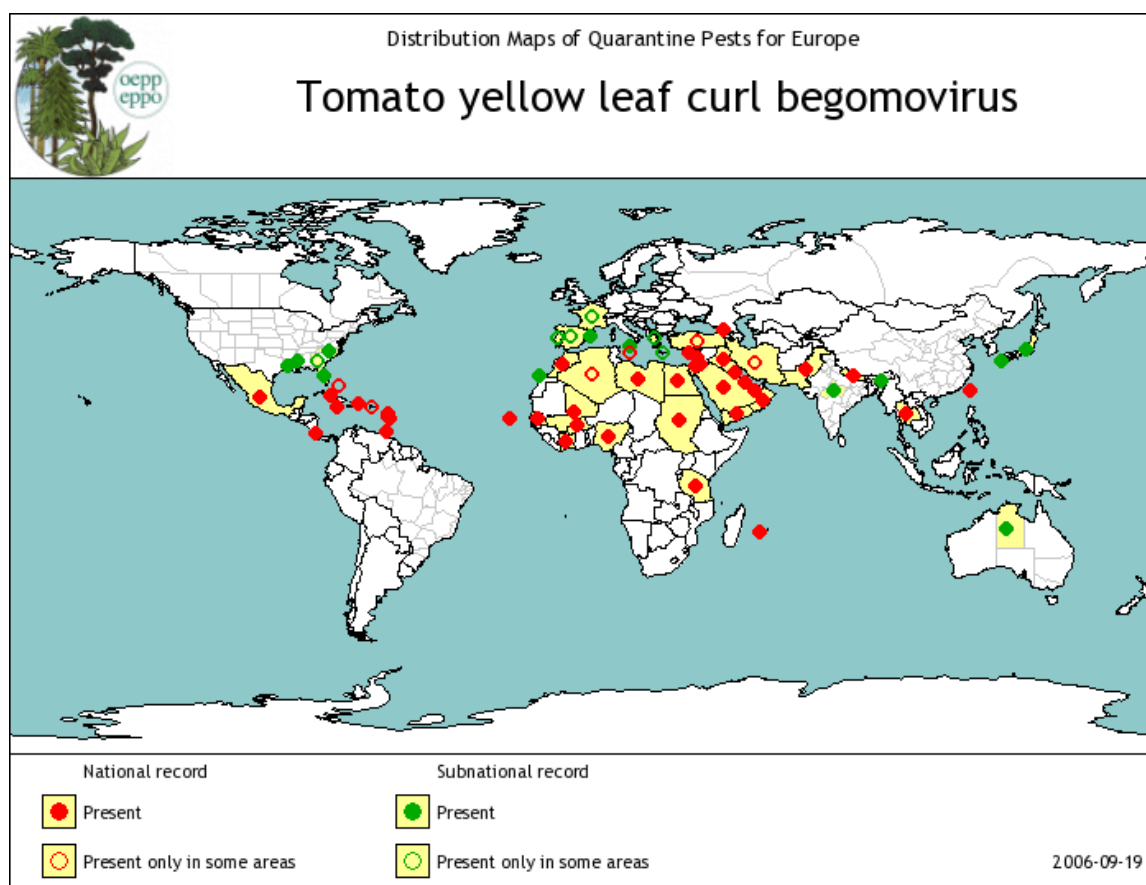 oepp
eppo
Distribution Maps of Quarantine Pests for Europe
Tomato yellow leaf curl begomovirus
National record
Subnational record
Present
Present
Present only in some areas
Present only in some areas
2006-09-19